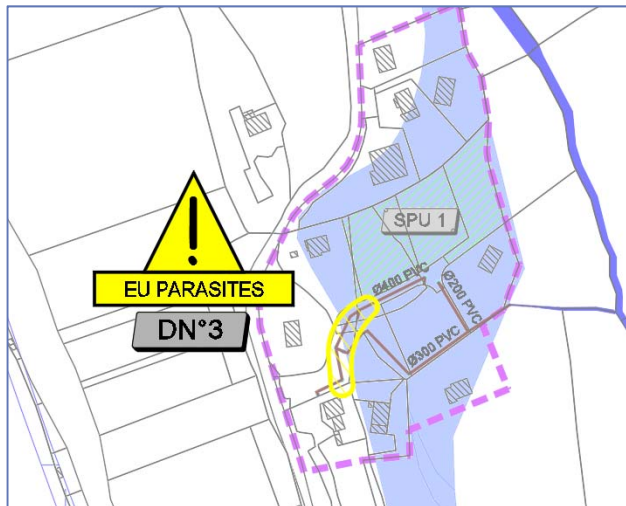 SPU 1
!
EU PARASITES
DN°3
Ø400 PVC
Ø200 PVC
Ø300 PVC